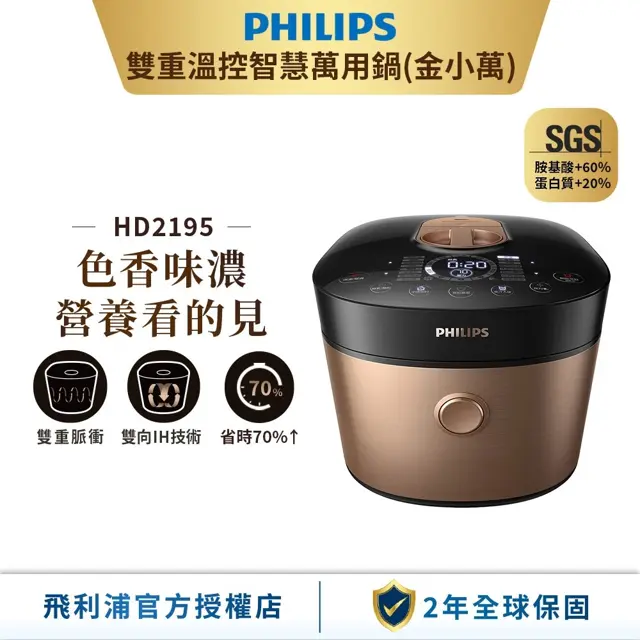 PHILIPS
雙重溫控智慧萬用鍋(金小萬)
SGS
胺基酸+60%
蛋白質+20%
HD2195
色香味濃
營養看的見
70%
雙重脈衝
雙向IH技術
省時70%↑
0:20
PHILIPS
飛利浦官方授權店
2年全球保固